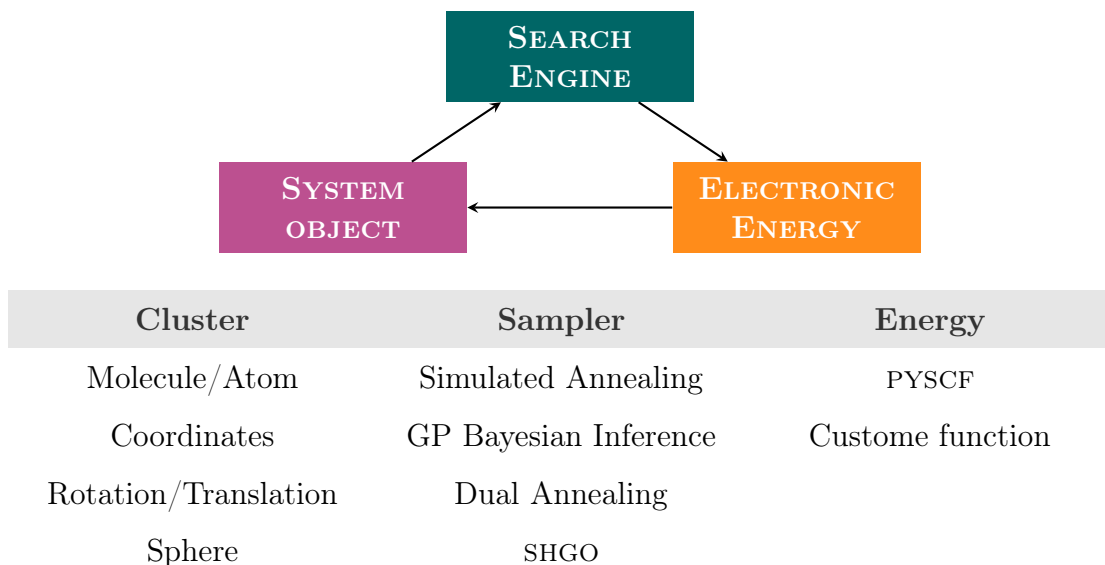 SEARCH
ENGINE
SYSTEM
OBJECT
ELECTRONIC
ENERGY
Cluster Sampler Energy
Molecule/Atom Simulated Annealing PYSCF
Coordinates GP Bayesian Inference Custome function
Rotation/Translation Dual Annealing
Sphere SHGO